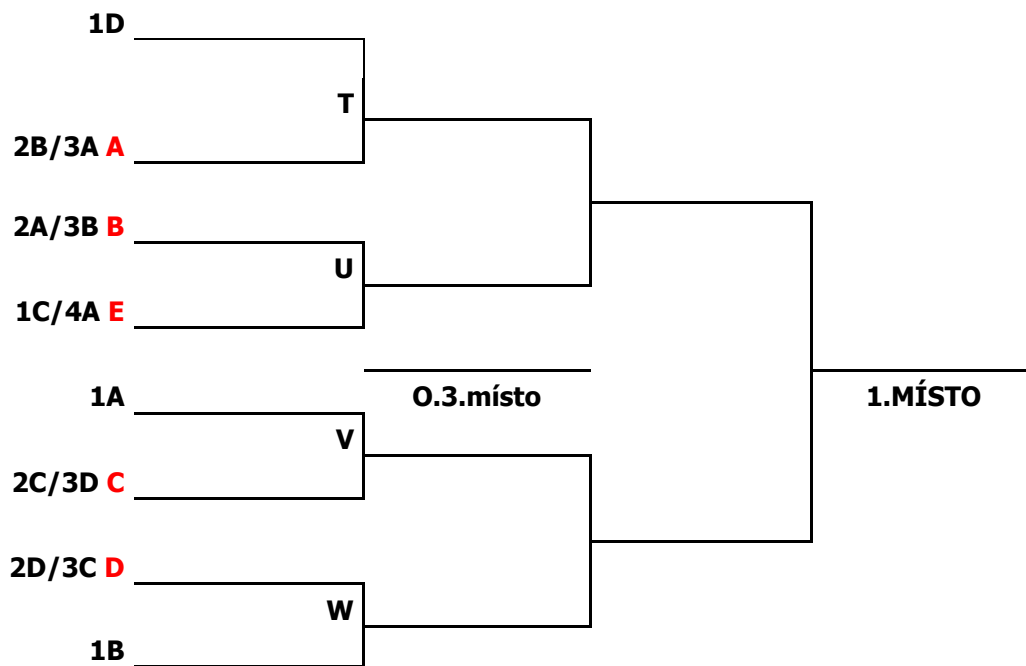 1D
T
2B/3A A
2A/3B B
U
1C/4A E
1A
O.3.místo
1.MÍSTO
V
2C/3D C
2D/3C D
W
1B